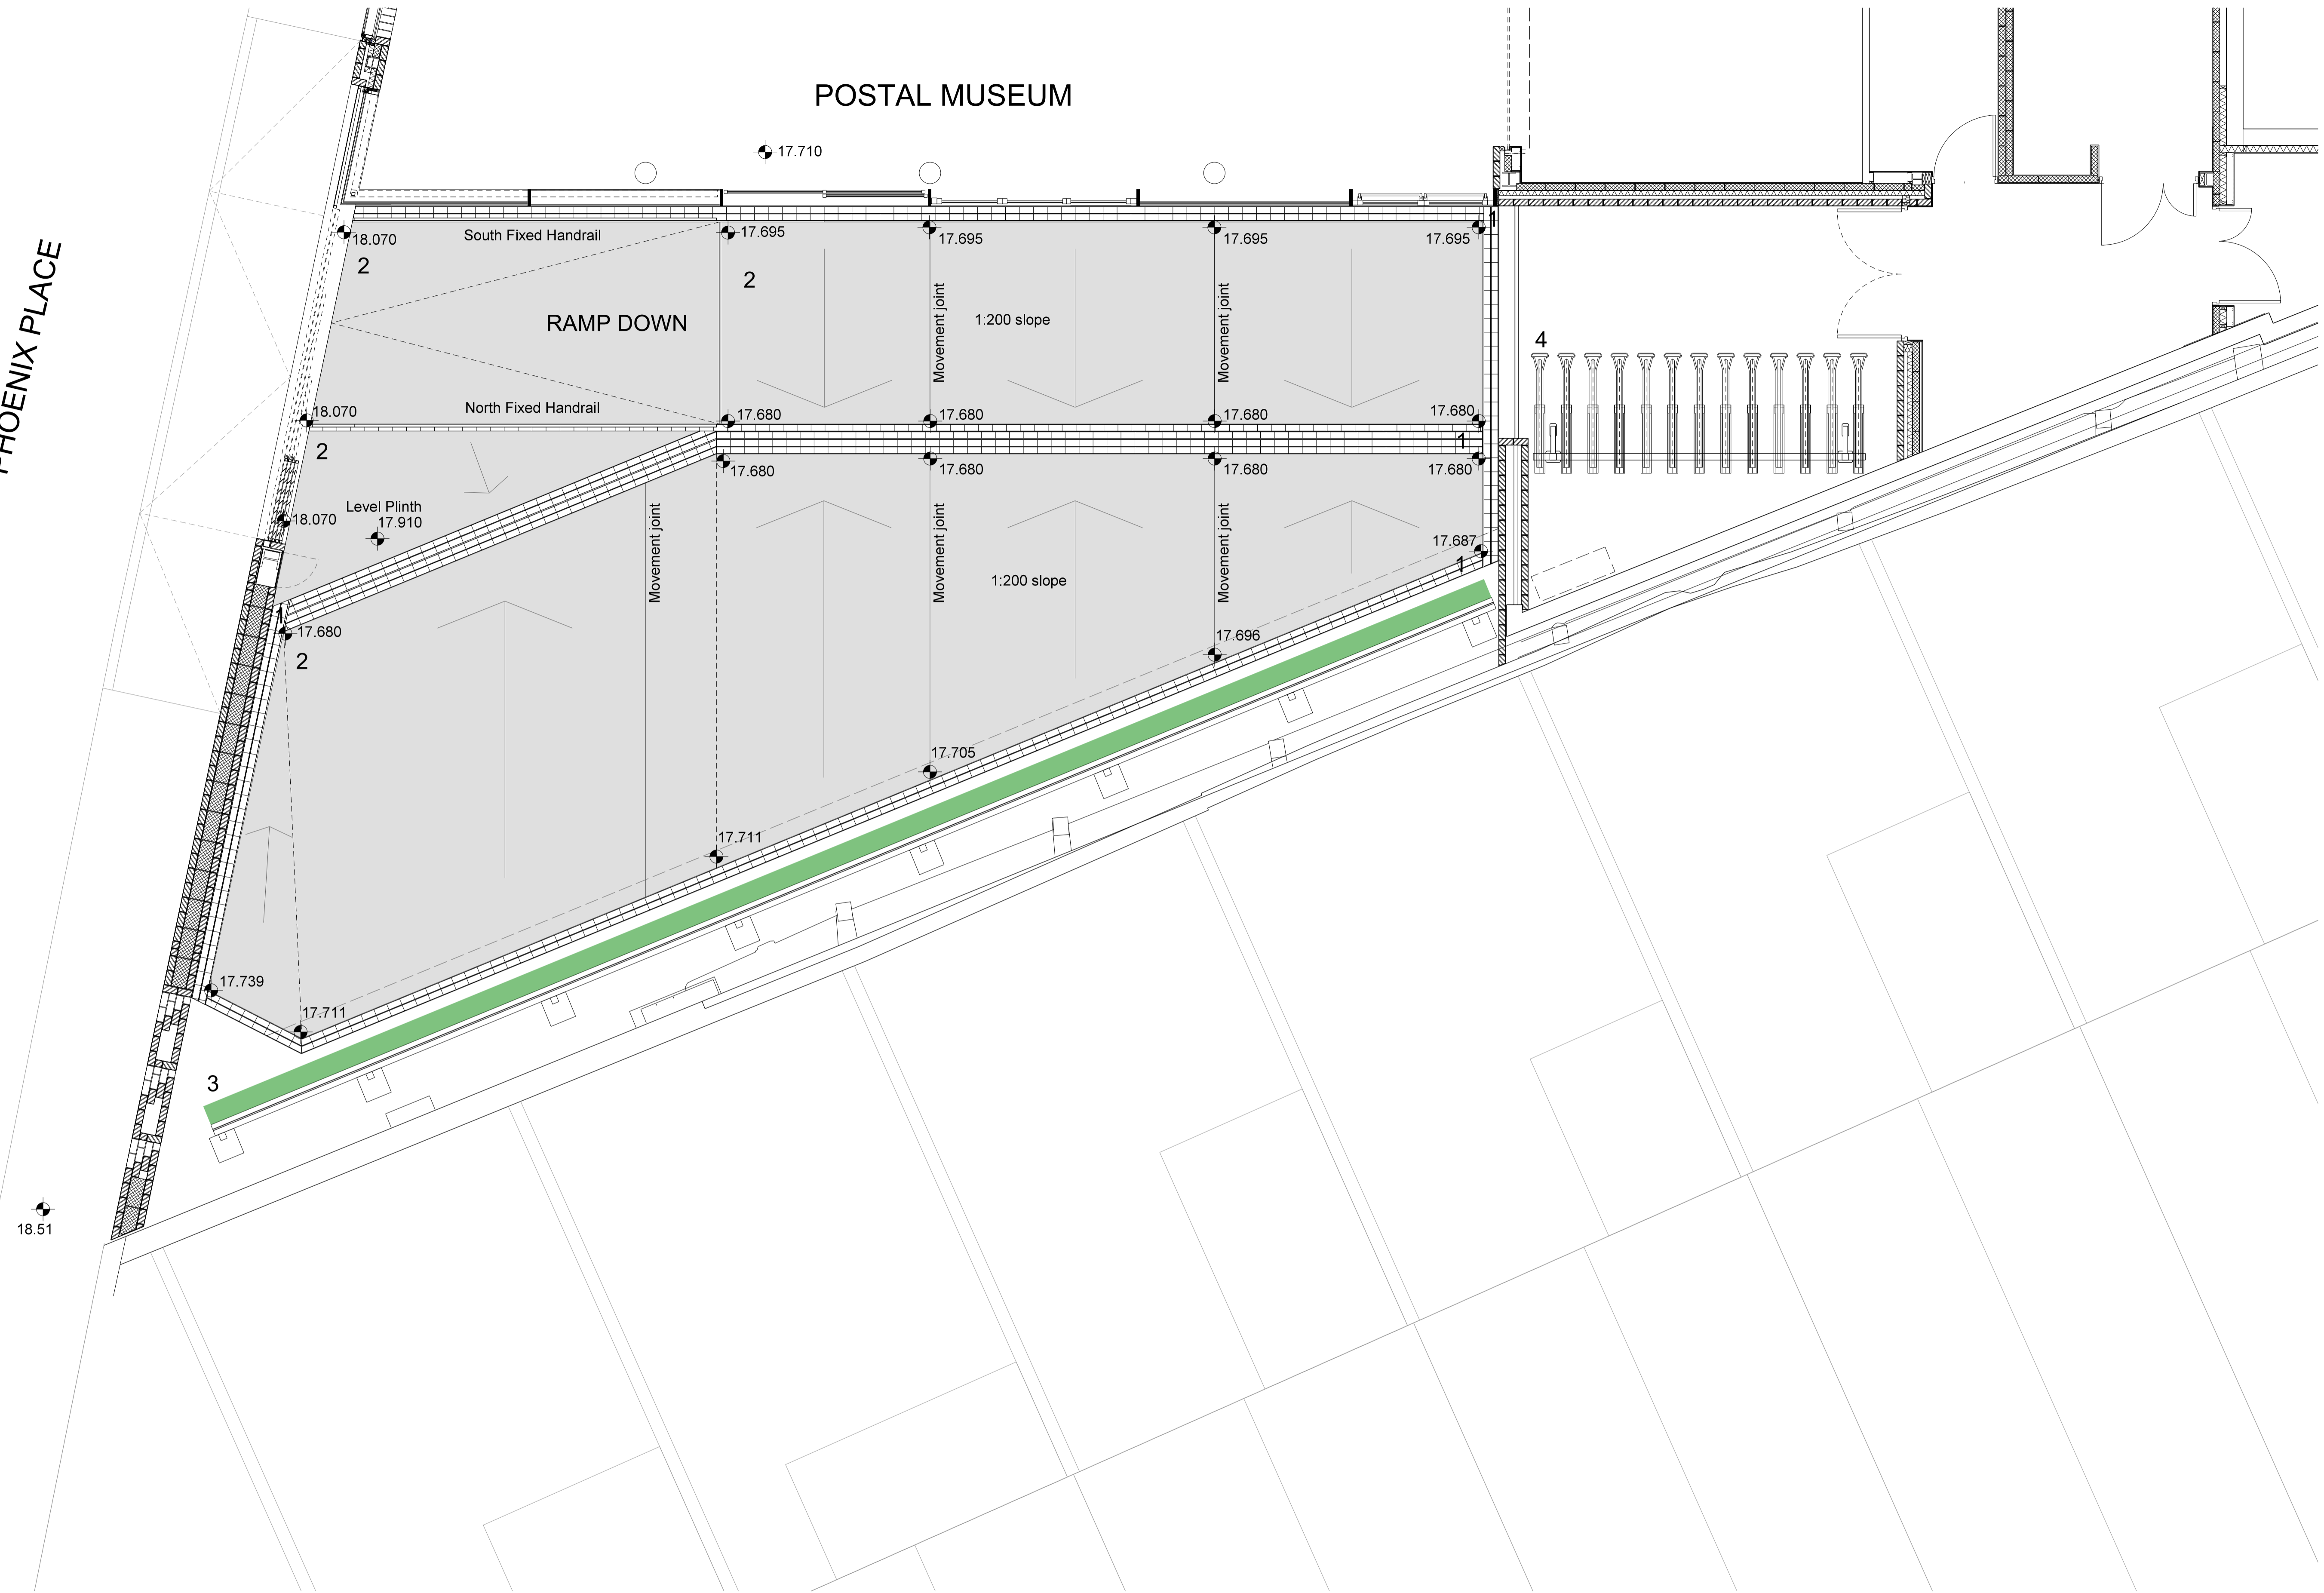 POSTAL MUSEUM
17.710
PHOENIX PLACE
18.070
South Fixed Handrail
17.695
17.695
17.695
17.695
1
2
2
RAMP DOWN
Movement joint
1:200 slope
Movement joint
4
18.070
North Fixed Handrail
17.680
17.680
17.680
17.680
2
1
17.680
17.680
17.680
17.680
Level Plinth
17.910
18.070
Movement joint
Movement joint
Movement joint
17.687
1
1:200 slope
1
17.680
2
17.696
17.705
17.711
17.739
17.711
3
18.51